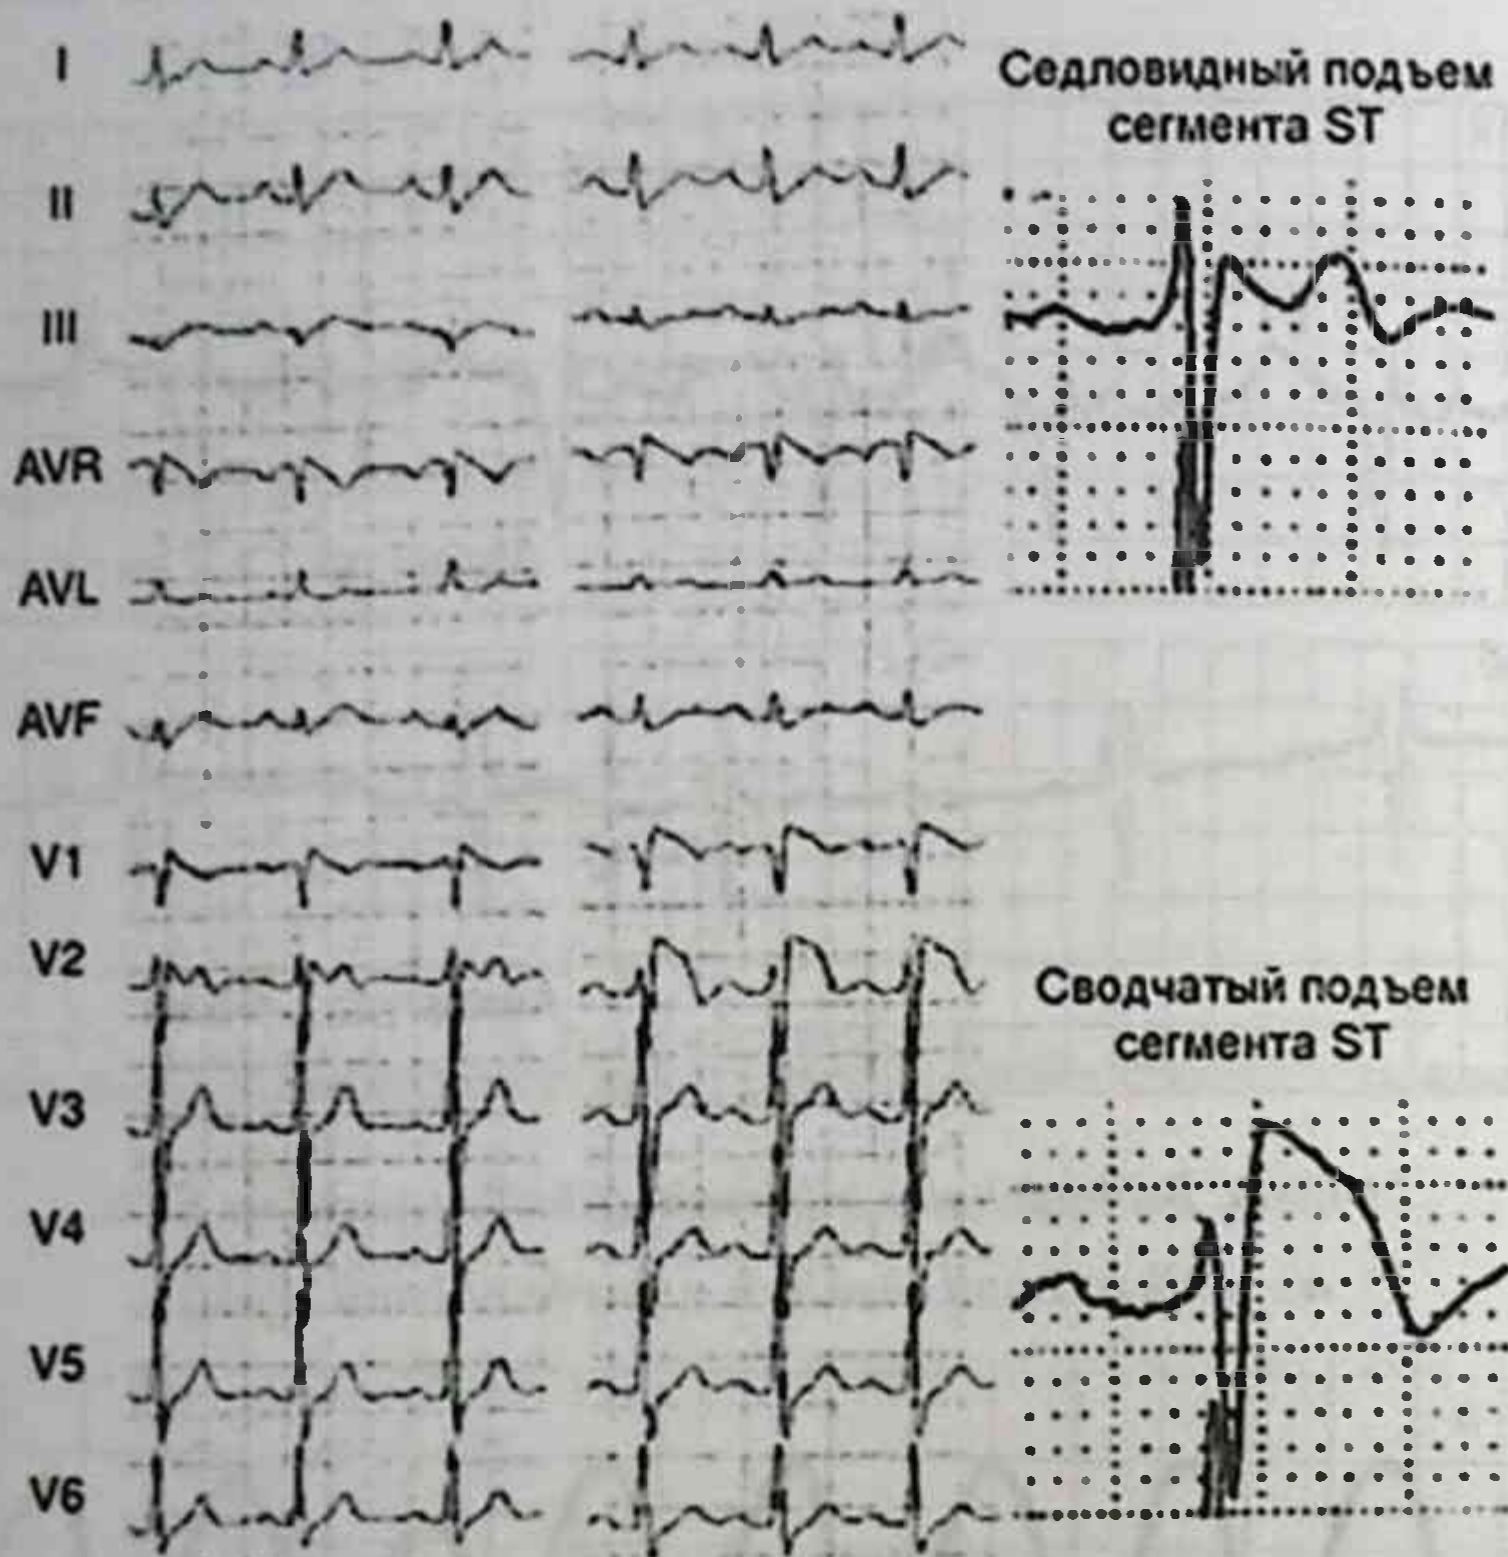 I
II
III
AVR
AVL
AVF
V1
V2
V3
V4
V5
V6
Седловидный подъем
сегмента ST
Сводчатый подъем
сегмента ST